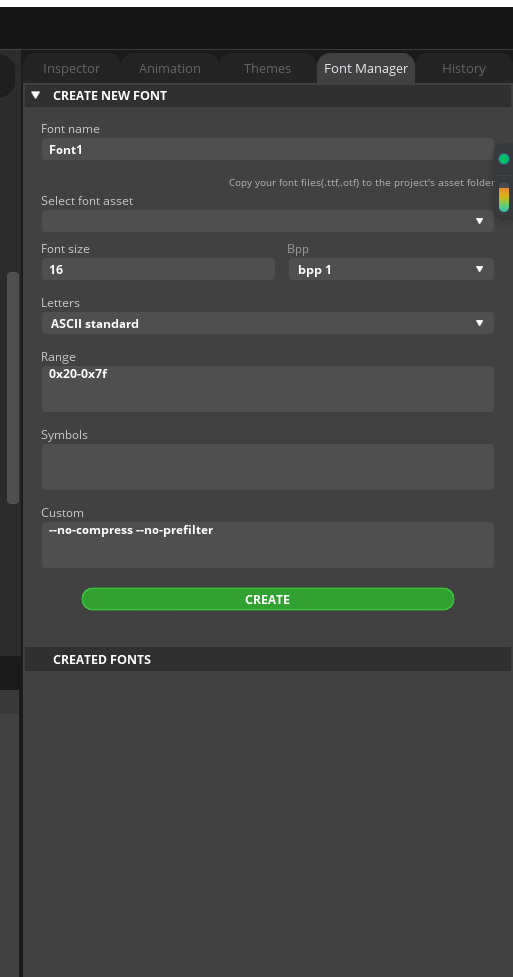 Inspector Animation Themes Font Manager History
CREATE NEW FONT
Font name
Font1
Copy your font files(.ttf,.otf) to the project's asset folder
Select font asset
Font size Bpp
16 bpp 1
Letters
ASCII standard
Range
0x20-0x7f
Symbols
Custom
--no-compress --no-prefilter
CREATE
CREATED FONTS